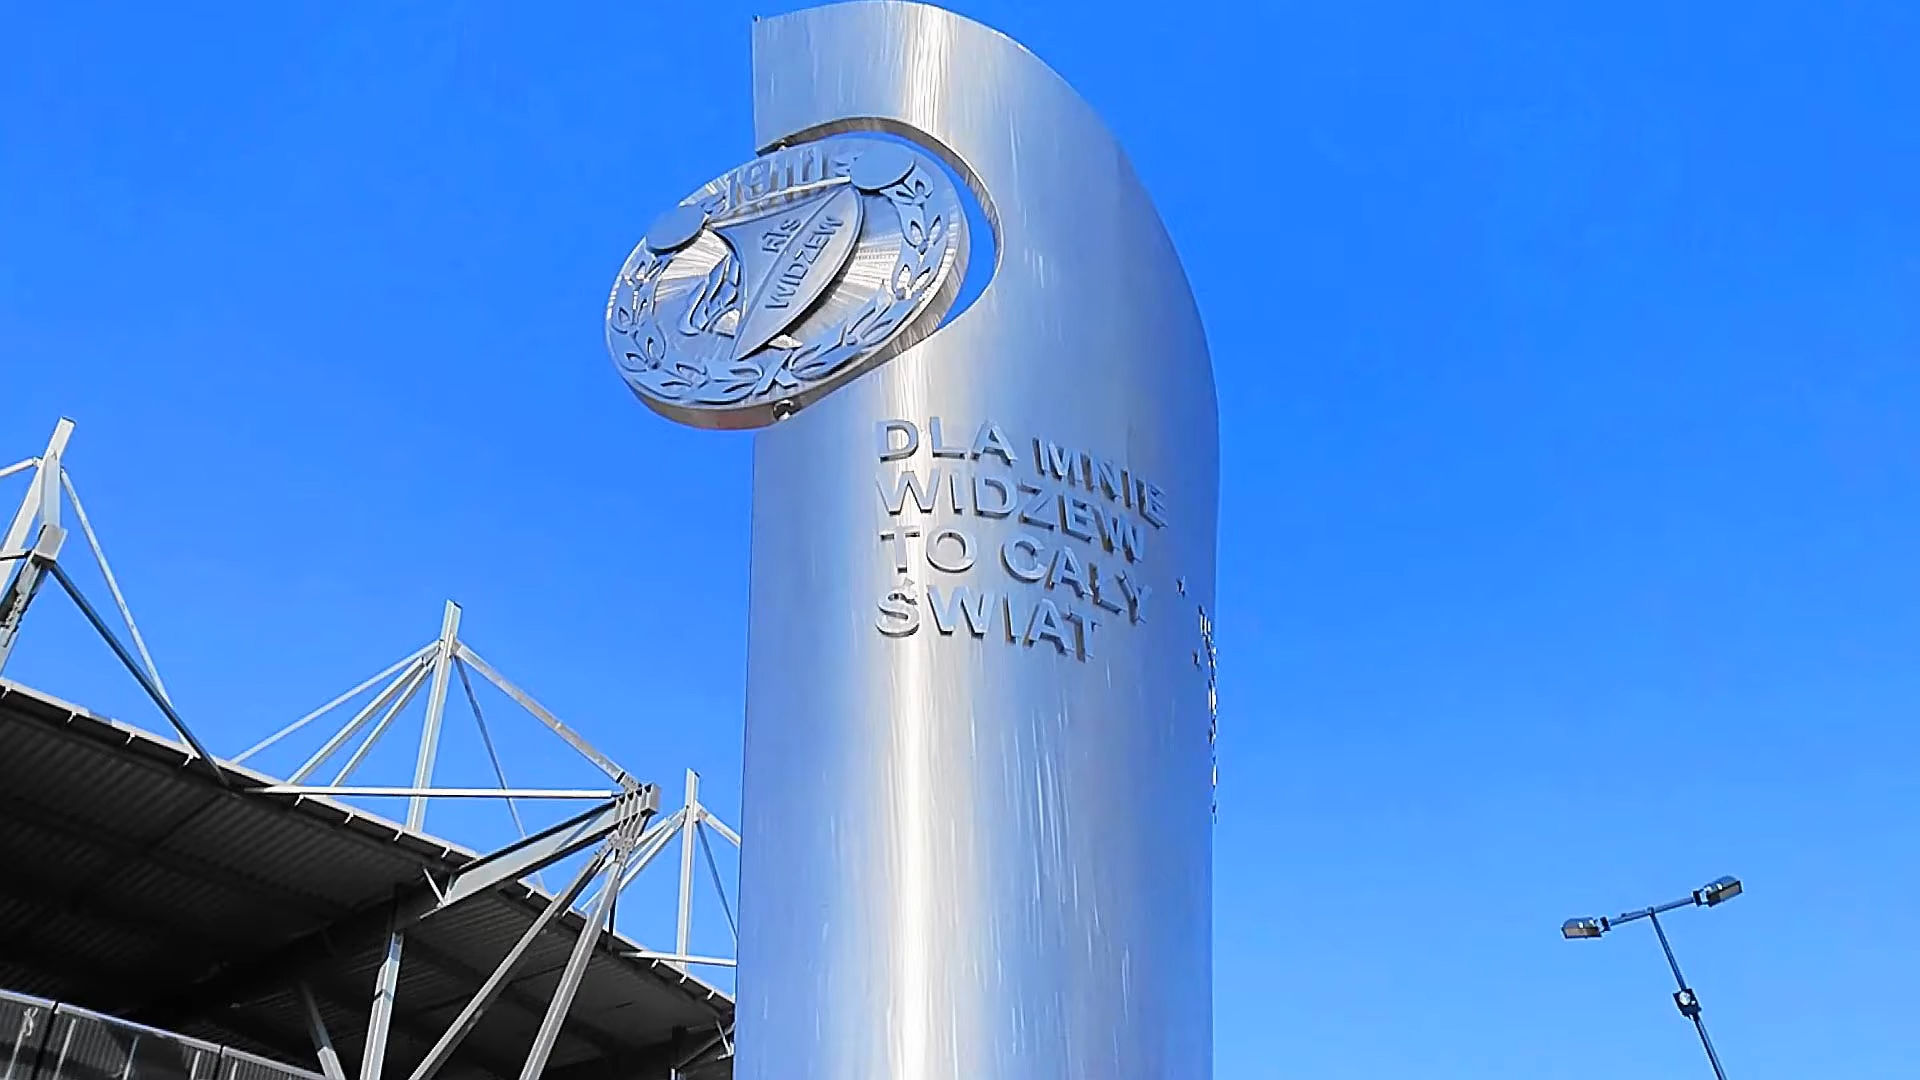 1910
RTS
WIDZEW
DLA MNIE
WIDZEW
TO CAŁY
ŚWIAT